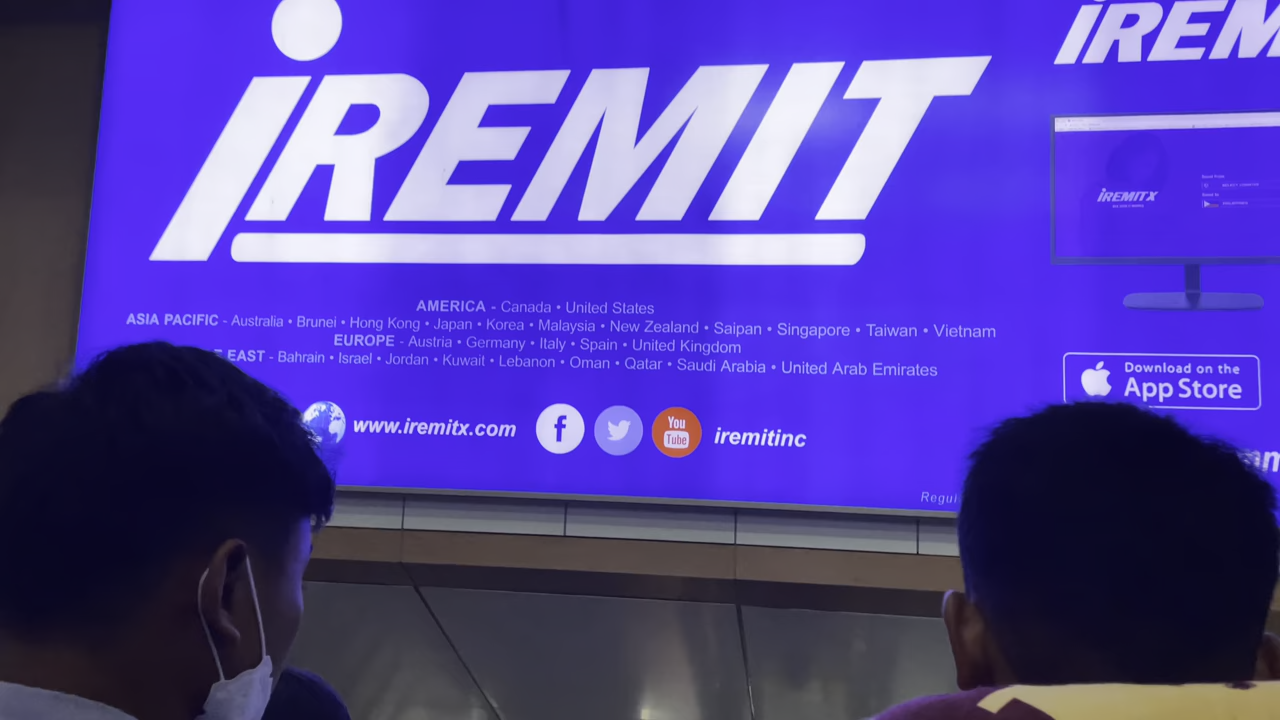 iREMIT
AMERICA - Canada • United States
ASIA PACIFIC - Australia • Brunei • Hong Kong • Japan • Korea • Malaysia • New Zealand • Saipan • Singapore • Taiwan • Vietnam
EUROPE - Austria • Germany • Italy • Spain • United Kingdom
EAST - Bahrain • Israel • Jordan • Kuwait • Lebanon • Oman • Qatar • Saudi Arabia • United Arab Emirates
www.iremitx.com
f
You
Tube
iremitinc
iREM
iREMITX
Download on the
App Store